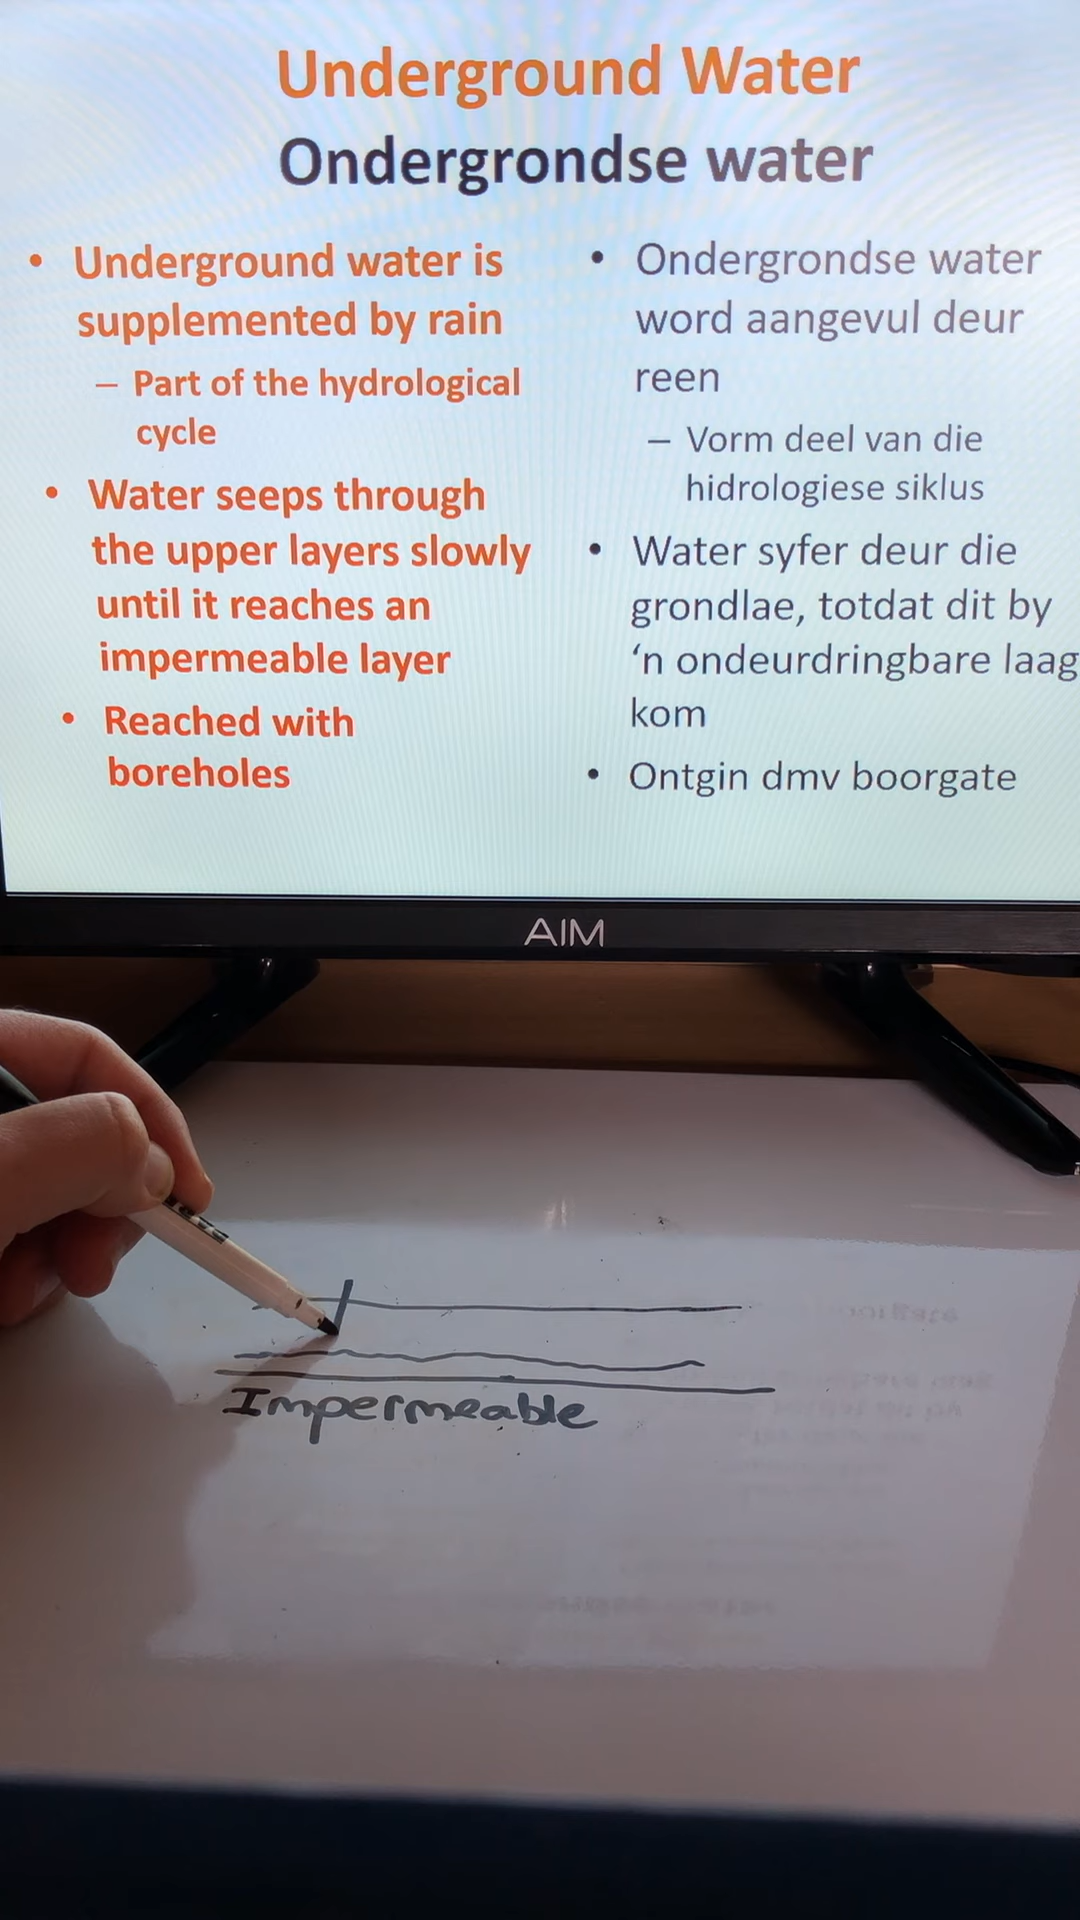 Underground Water
Ondergrondse water
• Underground water is
supplemented by rain
– Part of the hydrological
cycle
• Water seeps through
the upper layers slowly
until it reaches an
impermeable layer
• Reached with
boreholes
• Ondergrondse water
word aangevul deur
reen
– Vorm deel van die
hidrologiese siklus
• Water syfer deur die
grondlae, totdat dit by
‘n ondeurdringbare laag
kom
• Ontgin dmv boorgate
AIM
Impermeable